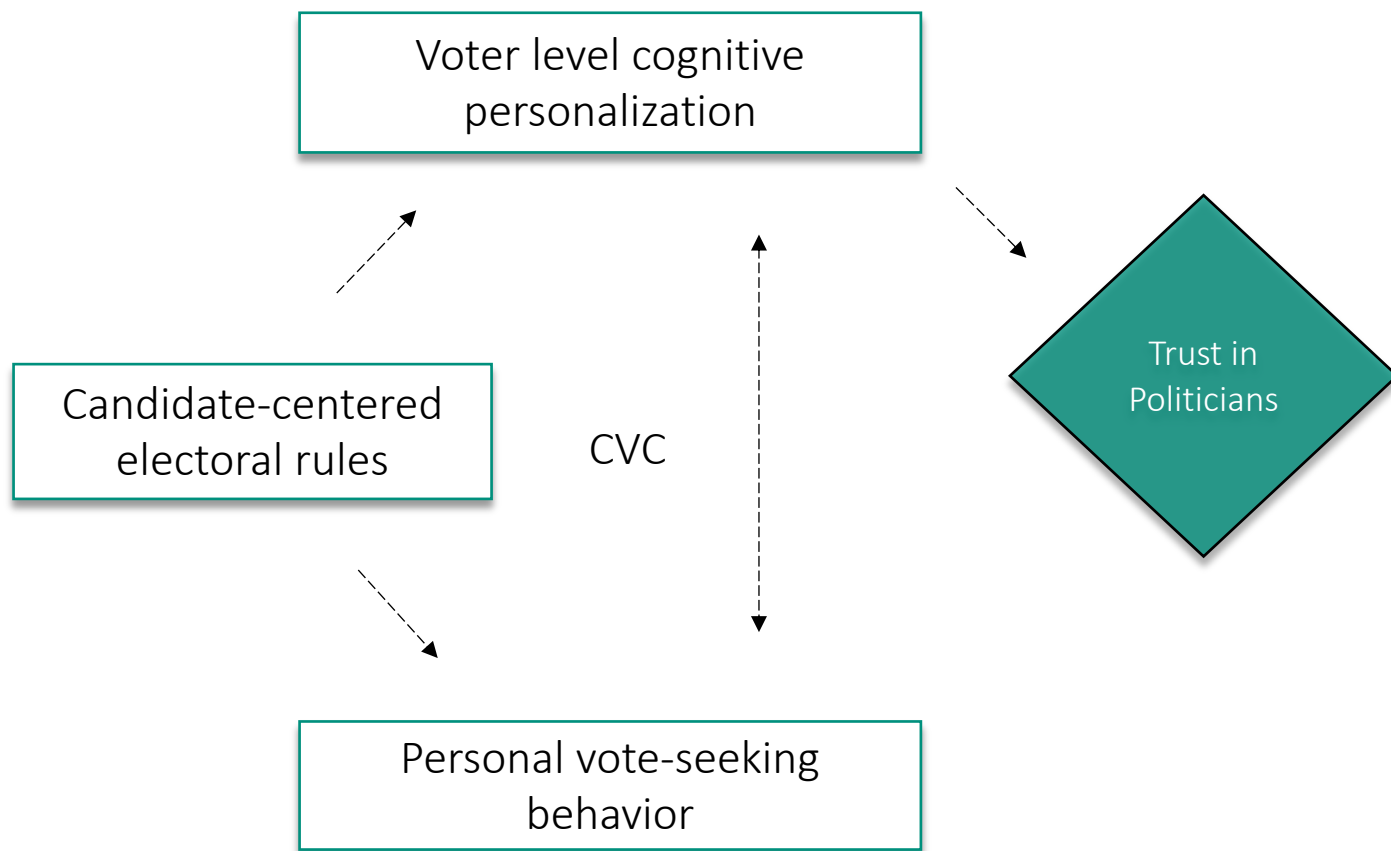 Voter level cognitive
personalization
Trust in
Politicians
Candidate-centered
electoral rules
CVC
Personal vote-seeking
behavior